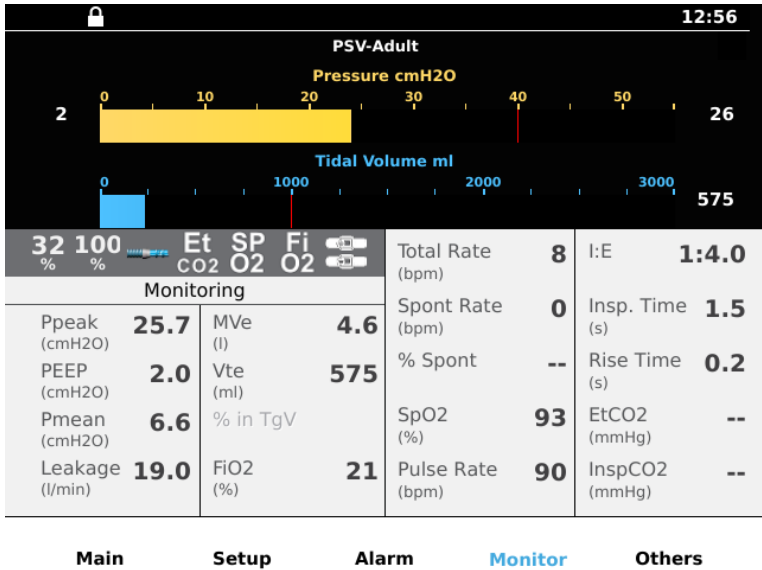 12:56
PSV-Adult
Pressure cmH2O
0 10 20 30 40 50
2 26
Tidal Volume ml
0 1000 2000 3000
575
32 % 100 % Et CO2 SP O2 Fi O2
Monitoring
Ppeak (cmH2O) 25.7
PEEP (cmH2O) 2.0
Pmean (cmH2O) 6.6
Leakage (l/min) 19.0
MVe (l) 4.6
Vte (ml) 575
% in TgV
FiO2 (%) 21
Total Rate (bpm) 8
Spont Rate (bpm) 0
% Spont --
SpO2 (%) 93
Pulse Rate (bpm) 90
I:E 1:4.0
Insp. Time (s) 1.5
Rise Time (s) 0.2
EtCO2 (mmHg) --
InspCO2 (mmHg) --
Main Setup Alarm Monitor Others